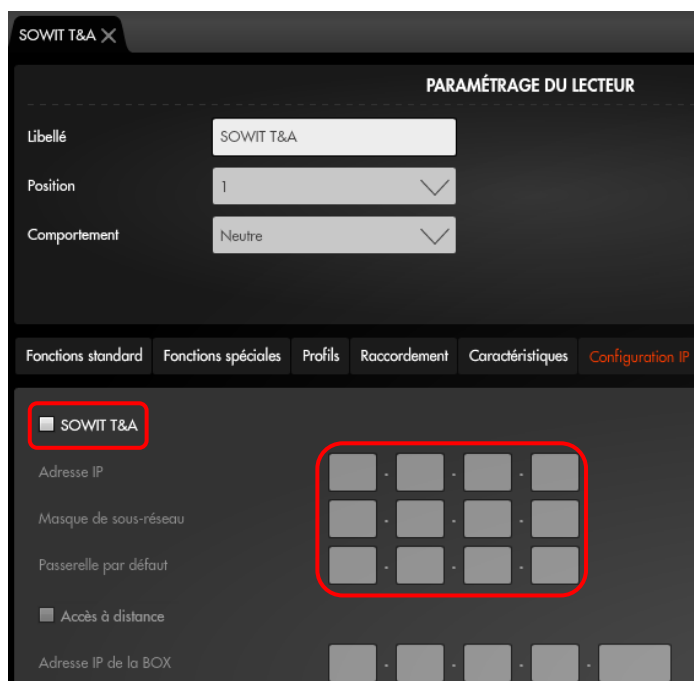 SOWIT T&A
PARAMÉTRAGE DU LECTEUR
Libellé SOWIT T&A
Position 1
Comportement Neutre
Fonctions standard Fonctions spéciales Profils Raccordement Caractéristiques Configuration IP
SOWIT T&A
Adresse IP
Masque de sous-réseau
Passerelle par défaut
Accès à distance
Adresse IP de la BOX